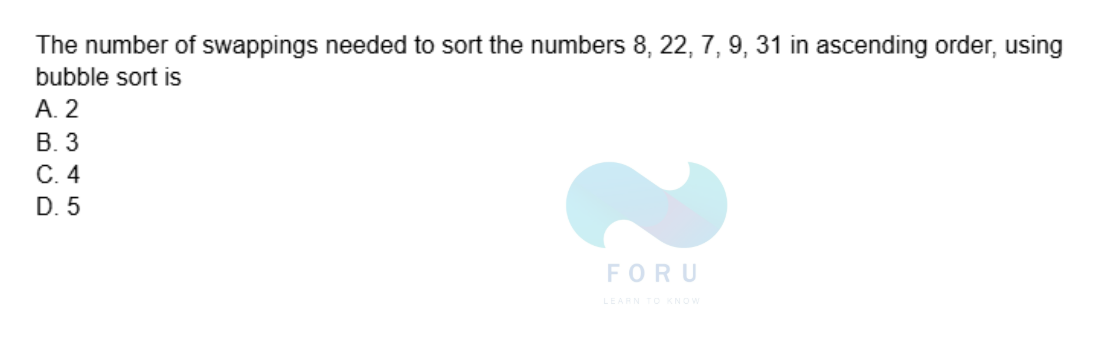 The number of swappings needed to sort the numbers 8, 22, 7, 9, 31 in ascending order, using
bubble sort is
A. 2
B. 3
C. 4
D. 5
FORU
LEARN TO KNOW